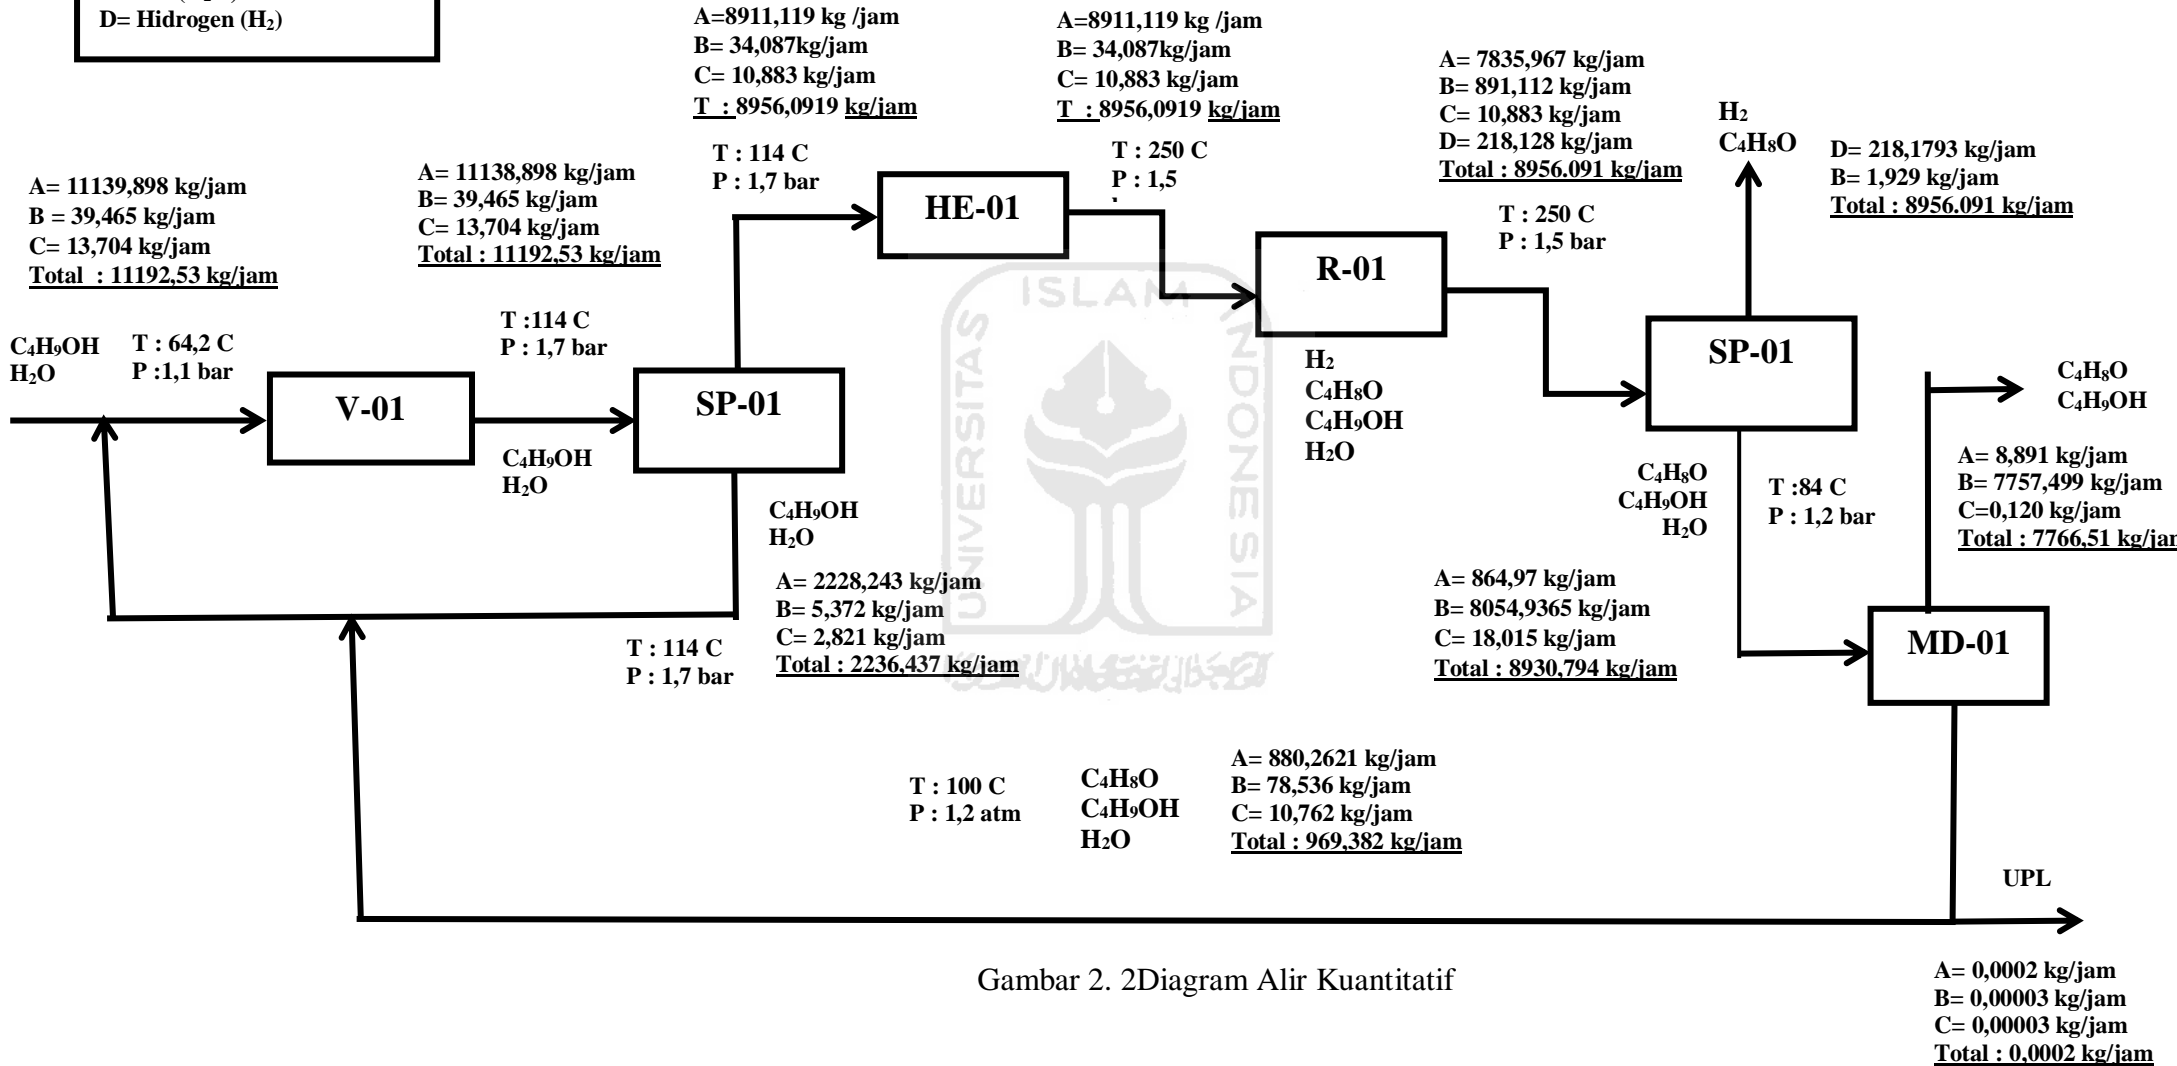 D= Hidrogen (H₂)
A=8911,119 kg /jam
B= 34,087kg/jam
C= 10,883 kg/jam
T : 8956,0919 kg/jam
A=8911,119 kg /jam
B= 34,087kg/jam
C= 10,883 kg/jam
T : 8956,0919 kg/jam
A= 7835,967 kg/jam
B= 891,112 kg/jam
C= 10,883 kg/jam
D= 218,128 kg/jam
Total : 8956.091 kg/jam
H₂
C₄H₈O
D= 218,1793 kg/jam
B= 1,929 kg/jam
Total : 8956.091 kg/jam
A= 11139,898 kg/jam
B = 39,465 kg/jam
C= 13,704 kg/jam
Total : 11192,53 kg/jam
A= 11138,898 kg/jam
B= 39,465 kg/jam
C= 13,704 kg/jam
Total : 11192,53 kg/jam
T : 114 C
P : 1,7 bar
T : 250 C
P : 1,5
T : 250 C
P : 1,5 bar
HE-01
R-01
SP-01
C₄H₉OH
H₂O
T : 64,2 C
P :1,1 bar
T :114 C
P : 1,7 bar
V-01
SP-01
C₄H₉OH
H₂O
C₄H₉OH
H₂O
H₂
C₄H₈O
C₄H₉OH
H₂O
C₄H₈O
C₄H₉OH
H₂O
T :84 C
P : 1,2 bar
C₄H₈O
C₄H₉OH
A= 8,891 kg/jam
B= 7757,499 kg/jam
C=0,120 kg/jam
Total : 7766,51 kg/jam
A= 2228,243 kg/jam
B= 5,372 kg/jam
C= 2,821 kg/jam
Total : 2236,437 kg/jam
T : 114 C
P : 1,7 bar
A= 864,97 kg/jam
B= 8054,9365 kg/jam
C= 18,015 kg/jam
Total : 8930,794 kg/jam
MD-01
ISLAM
UNIVERSITAS
INDONESIA
T : 100 C
P : 1,2 atm
C₄H₈O
C₄H₉OH
H₂O
A= 880,2621 kg/jam
B= 78,536 kg/jam
C= 10,762 kg/jam
Total : 969,382 kg/jam
UPL
Gambar 2. 2Diagram Alir Kuantitatif
A= 0,0002 kg/jam
B= 0,00003 kg/jam
C= 0,00003 kg/jam
Total : 0,0002 kg/jam